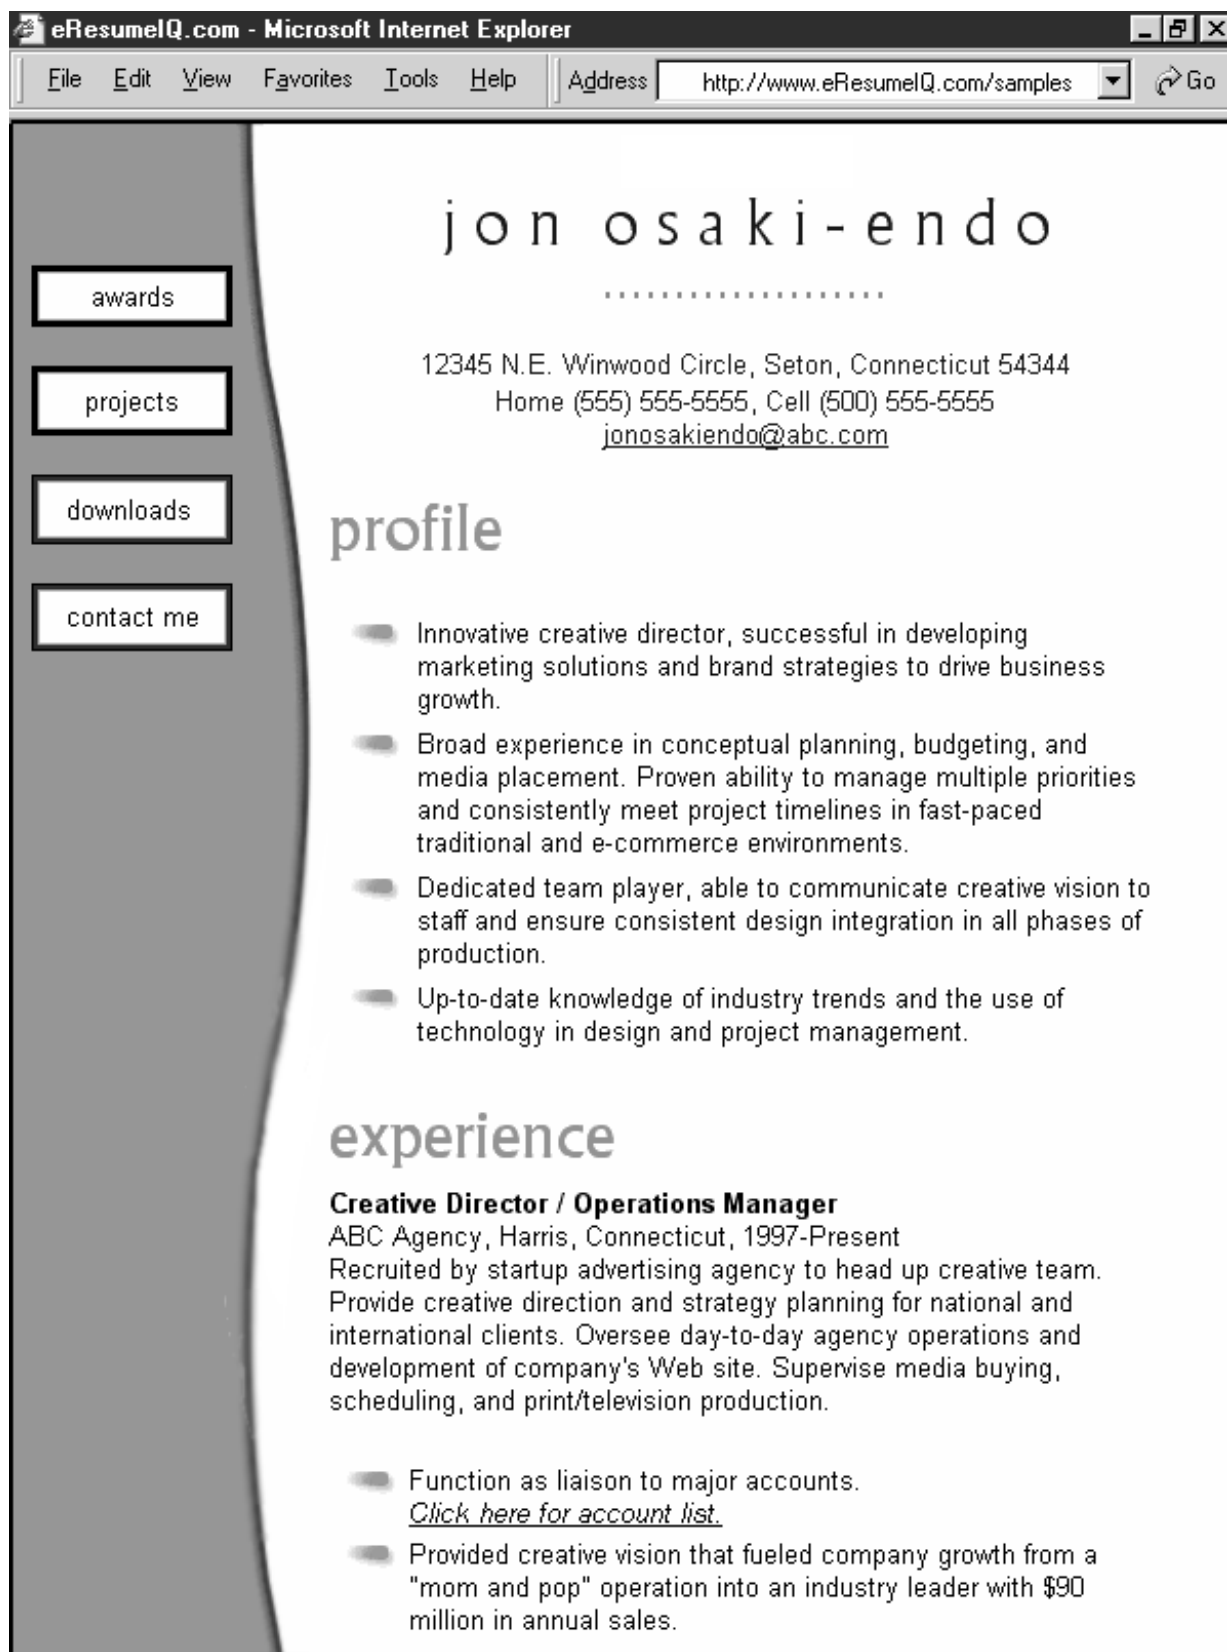 eResumeIQ.com - Microsoft Internet Explorer
File Edit View Favorites Tools Help Address http://www.eResumeIQ.com/samples Go
jon osaki-endo
awards
projects
downloads
contact me
12345 N.E. Winwood Circle, Seton, Connecticut 54344
Home (555) 555-5555, Cell (500) 555-5555
jonosakiendo@abc.com
profile
Innovative creative director, successful in developing
marketing solutions and brand strategies to drive business
growth.
Broad experience in conceptual planning, budgeting, and
media placement. Proven ability to manage multiple priorities
and consistently meet project timelines in fast-paced
traditional and e-commerce environments.
Dedicated team player, able to communicate creative vision to
staff and ensure consistent design integration in all phases of
production.
Up-to-date knowledge of industry trends and the use of
technology in design and project management.
experience
Creative Director / Operations Manager
ABC Agency, Harris, Connecticut, 1997-Present
Recruited by startup advertising agency to head up creative team.
Provide creative direction and strategy planning for national and
international clients. Oversee day-to-day agency operations and
development of company's Web site. Supervise media buying,
scheduling, and print/television production.
Function as liaison to major accounts.
Click here for account list.
Provided creative vision that fueled company growth from a
"mom and pop" operation into an industry leader with $90
million in annual sales.